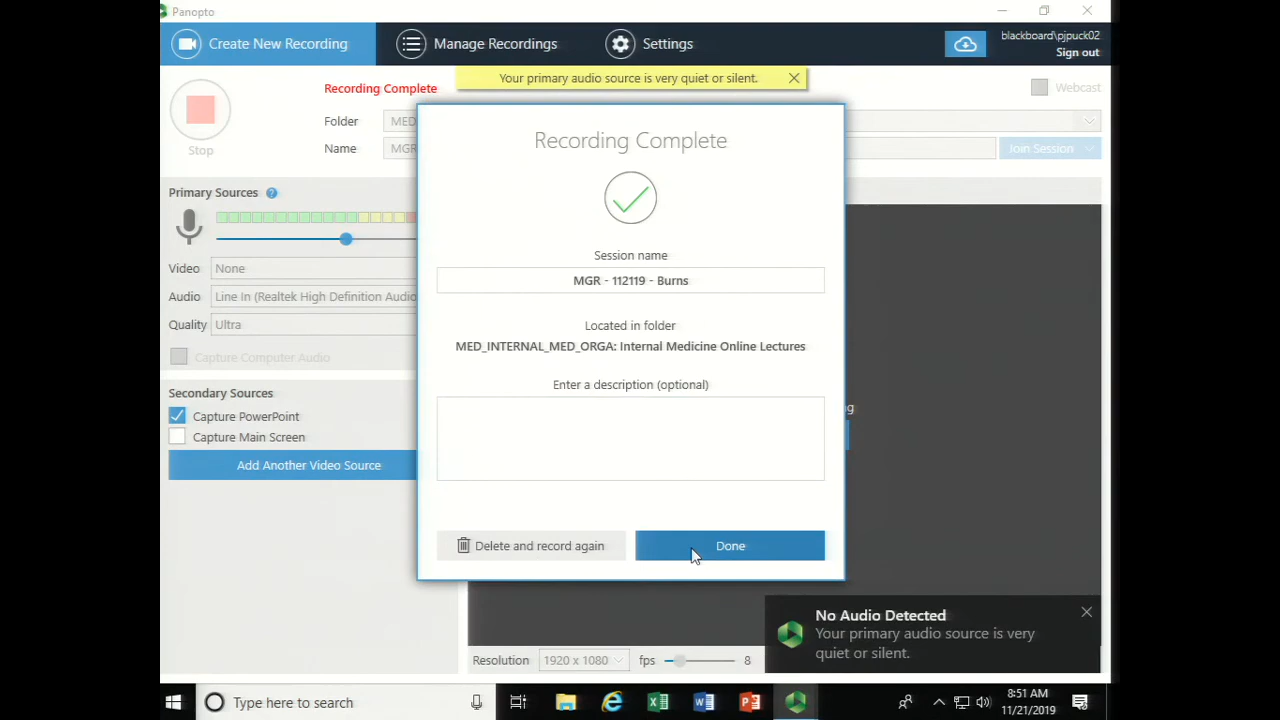 Panopto
Create New Recording
Manage Recordings
Settings
blackboard\pjpuck02
Sign out
Your primary audio source is very quiet or silent.
Recording Complete
Webcast
Folder
MED
Name
MGR
Join Session
Stop
Recording Complete
Session name
MGR - 112119 - Burns
Located in folder
MED_INTERNAL_MED_ORGA: Internal Medicine Online Lectures
Enter a description (optional)
Delete and record again
Done
Primary Sources ?
Video
None
Audio
Line In (Realtek High Definition Audio
Quality
Ultra
Capture Computer Audio
Secondary Sources
Capture PowerPoint
Capture Main Screen
Add Another Video Source
Resolution
1920 x 1080
fps
8
No Audio Detected
Your primary audio source is very
quiet or silent.
Type here to search
8:51 AM
11/21/2019